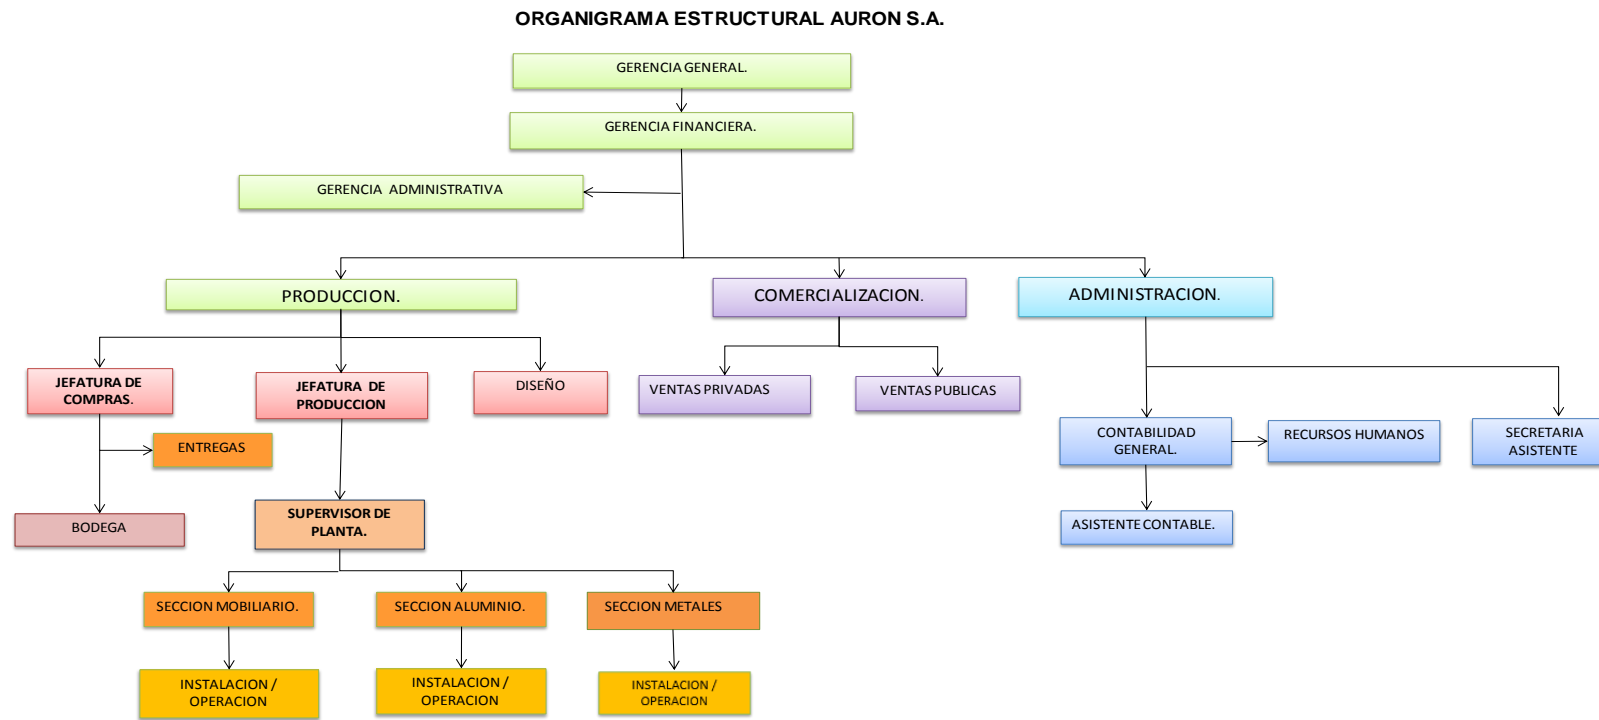 ORGANIGRAMA ESTRUCTURAL AURON S.A.
GERENCIA GENERAL.
GERENCIA FINANCIERA.
GERENCIA ADMINISTRATIVA
PRODUCCION.
COMERCIALIZACION.
ADMINISTRACION.
JEFATURA DE
COMPRAS.
JEFATURA DE
PRODUCCION
DISEÑO
VENTAS PRIVADAS
VENTAS PUBLICAS
ENTREGAS
CONTABILIDAD
GENERAL.
RECURSOS HUMANOS
SECRETARIA
ASISTENTE
BODEGA
SUPERVISOR DE
PLANTA.
ASISTENTE CONTABLE.
SECCION MOBILIARIO.
SECCION ALUMINIO.
SECCION METALES
INSTALACION /
OPERACION
INSTALACION /
OPERACION
INSTALACION /
OPERACION